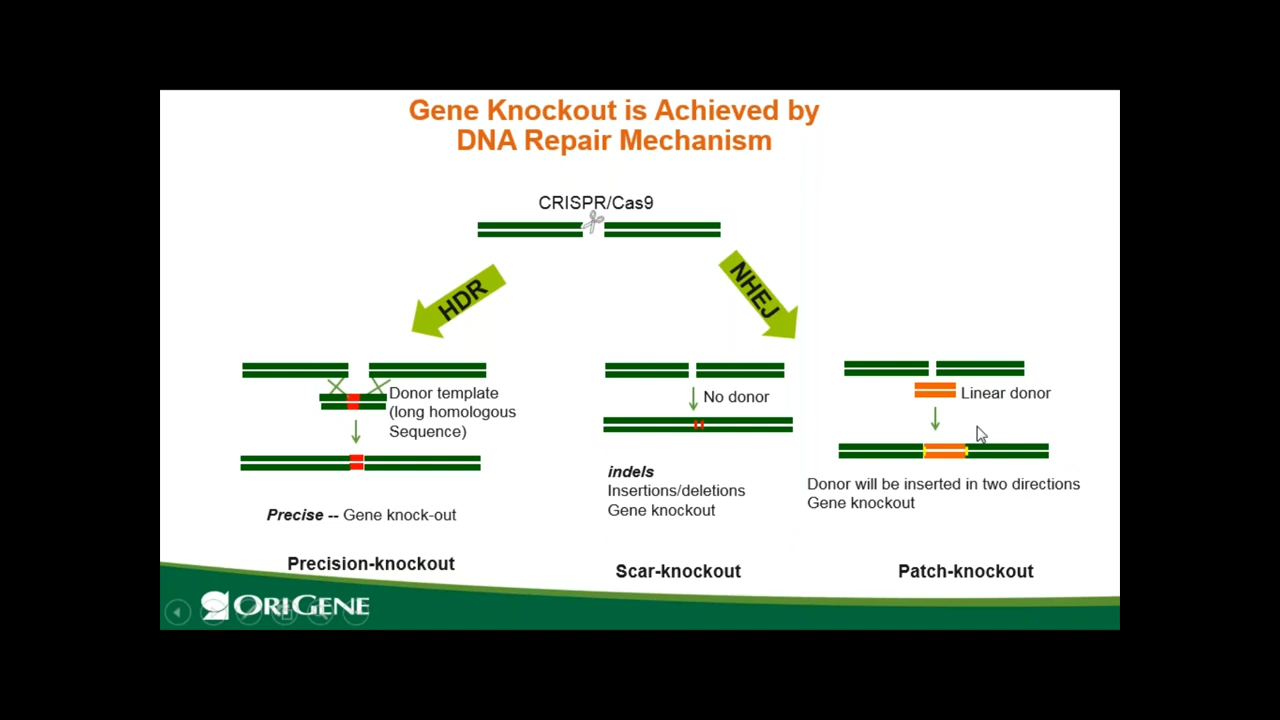 Gene Knockout is Achieved by
DNA Repair Mechanism
CRISPR/Cas9
HDR
NHEJ
Donor template
(long homologous
Sequence)
Precise -- Gene knock-out
Precision-knockout
No donor
indels
Insertions/deletions
Gene knockout
Scar-knockout
Linear donor
Donor will be inserted in two directions
Gene knockout
Patch-knockout
ORIGENE